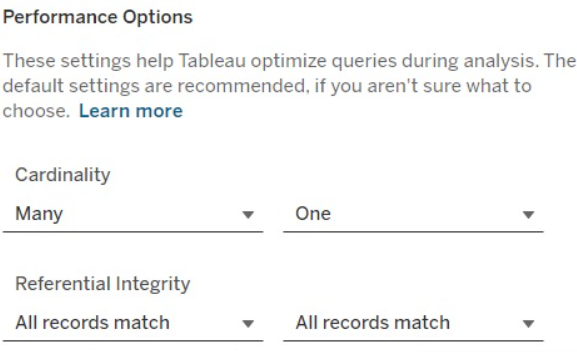 Performance Options
These settings help Tableau optimize queries during analysis. The
default settings are recommended, if you aren't sure what to
choose. Learn more
Cardinality
Many One
Referential Integrity
All records match All records match